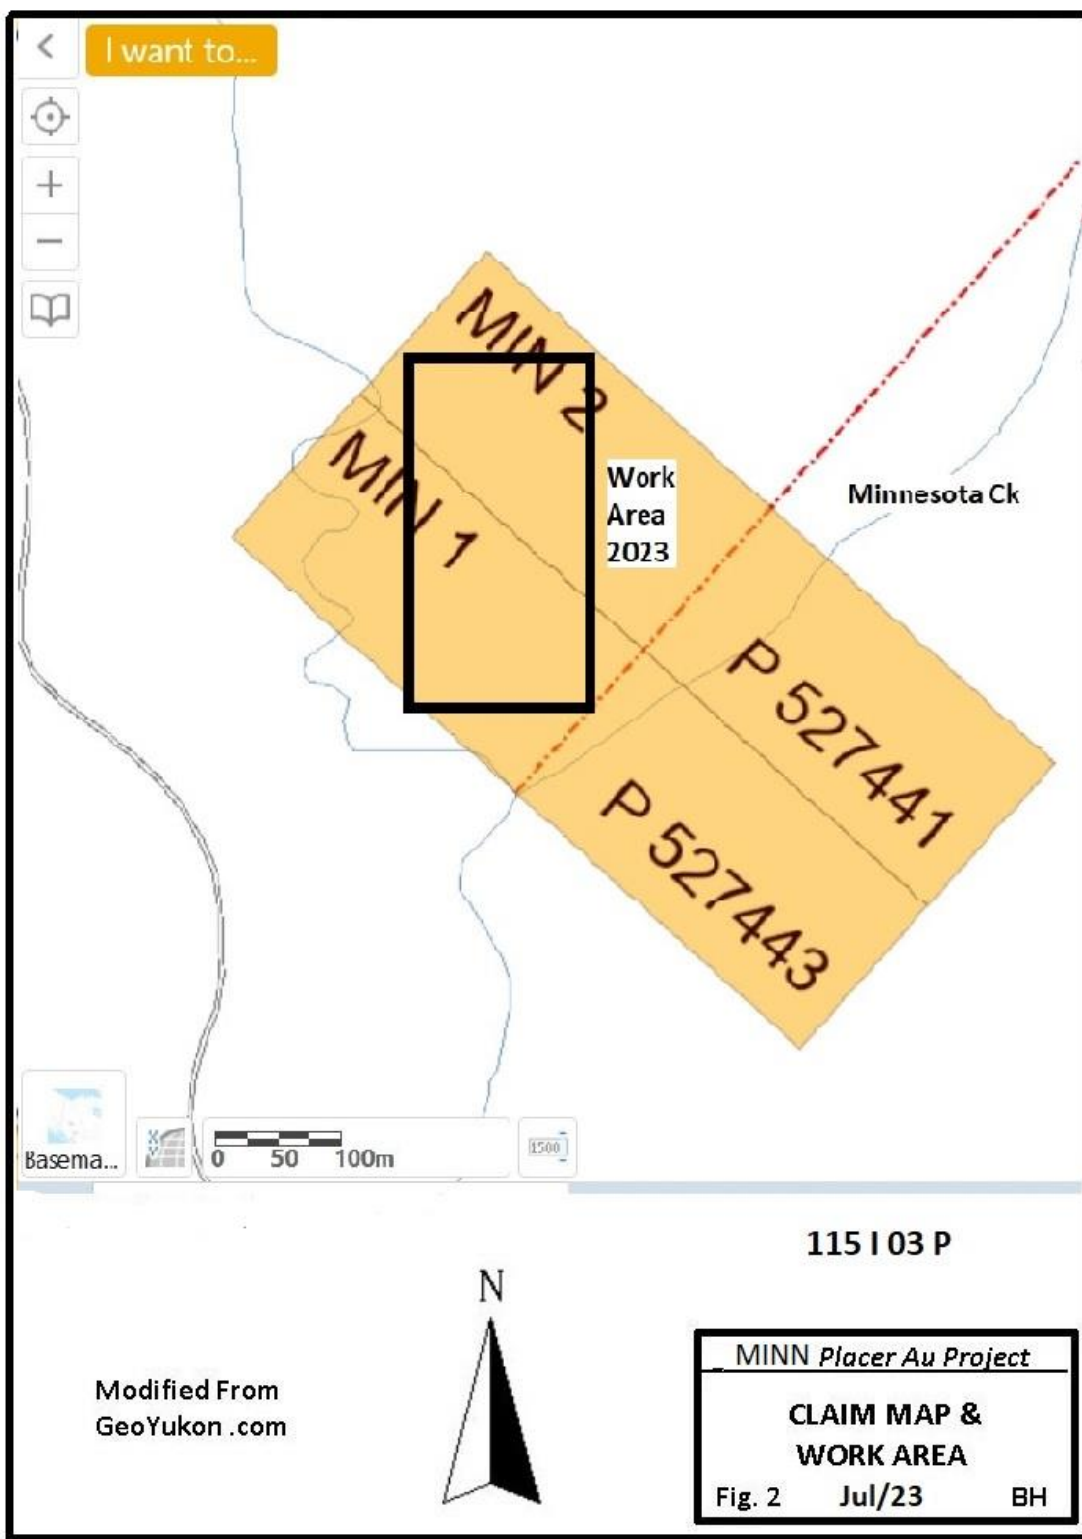 I want to...
MIN 2
MIN 1
Work
Area
2023
Minnesota Ck
P 527441
P 527443
Basema...
0 50 100m
1500
115 I 03 P
N
Modified From
GeoYukon .com
_ MINN Placer Au Project
CLAIM MAP &
WORK AREA
Fig. 2 Jul/23 BH